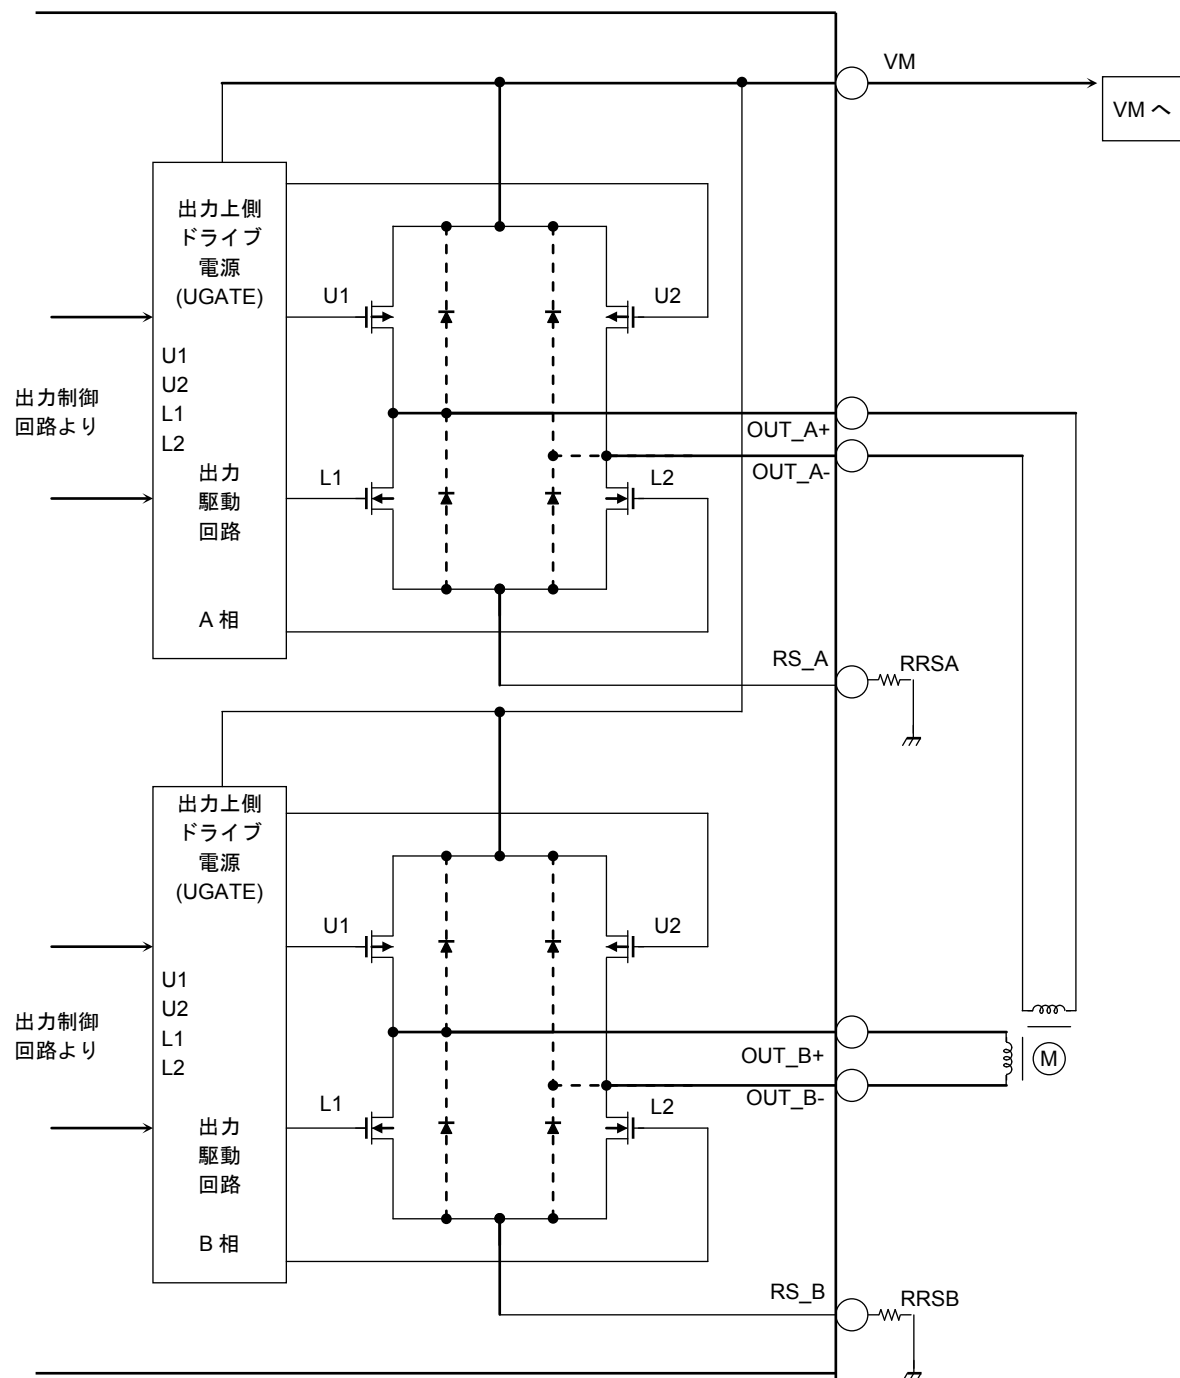 VM
VM へ
出力上側
ドライブ
電源
(UGATE)
U1
U2
U1
U2
L1
L2
出力制御
回路より
OUT_A+
OUT_A-
L1
L2
出力
駆動
回路
A 相
RS_A
RRSA
出力上側
ドライブ
電源
(UGATE)
U1
U2
U1
U2
L1
L2
出力制御
回路より
OUT_B+
M
OUT_B-
L1
L2
出力
駆動
回路
B 相
RS_B
RRSB